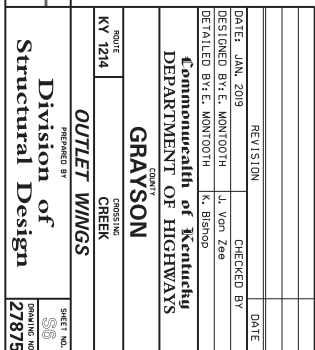 REVISION DATE
DATE: JAN. 2019 CHECKED BY
DESIGNED BY: E. MONTOOTH J. Van Zee
DETAILED BY: E. MONTOOTH K. Bishop
Commonwealth of Kentucky
DEPARTMENT OF HIGHWAYS
COUNTY
GRAYSON
ROUTE CROSSING
KY 1214 CREEK
OUTLET WINGS
PREPARED BY SHEET NO.
Division of S6
Structural Design DRAWING NO
27875